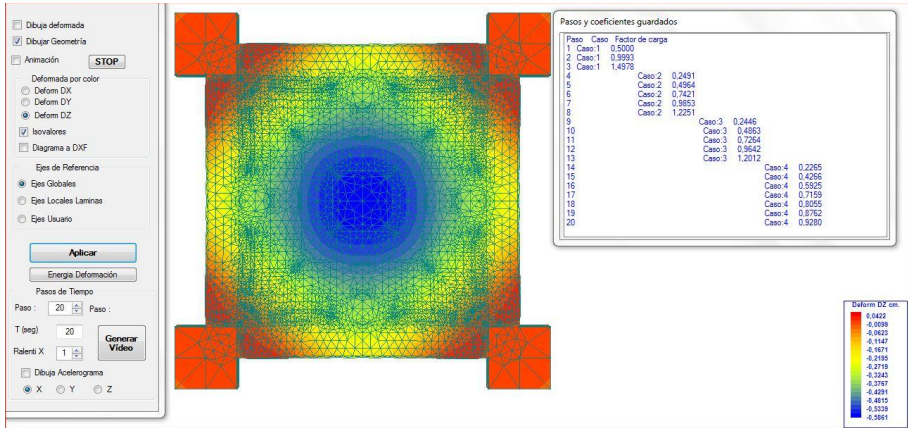 Dibuja deformada
Dibujar Geometría
Animación
STOP
Deformada por color
Deform DX
Deform DY
Deform DZ
Isovalores
Diagrama a DXF
Ejes de Referencia
Ejes Globales
Ejes Locales Laminas
Ejes Usuario
Aplicar
Energia Deformación
Pasos de Tiempo
Paso : 20 Paso :
T (seg) 20
Ralenti X 1
Generar Vídeo
Dibuja Acelerograma
X Y Z
Pasos y coeficientes guardados
Paso Caso Factor de carga
1 Caso:1 0,5000
2 Caso:1 0,9993
3 Caso:1 1,4978
4 Caso:2 0,2491
5 Caso:2 0,4964
6 Caso:2 0,7421
7 Caso:2 0,9853
8 Caso:2 1,2251
9 Caso:3 0,2446
10 Caso:3 0,4863
11 Caso:3 0,7264
12 Caso:3 0,9642
13 Caso:3 1,2012
14 Caso:4 0,2265
15 Caso:4 0,4266
16 Caso:4 0,5925
17 Caso:4 0,7159
18 Caso:4 0,8055
19 Caso:4 0,8762
20 Caso:4 0,9280
Deform DZ cm.
0,0422
-0,0099
-0,0623
-0,1147
-0,1671
-0,2195
-0,2719
-0,3243
-0,3767
-0,4291
-0,4815
-0,5339
-0,5861